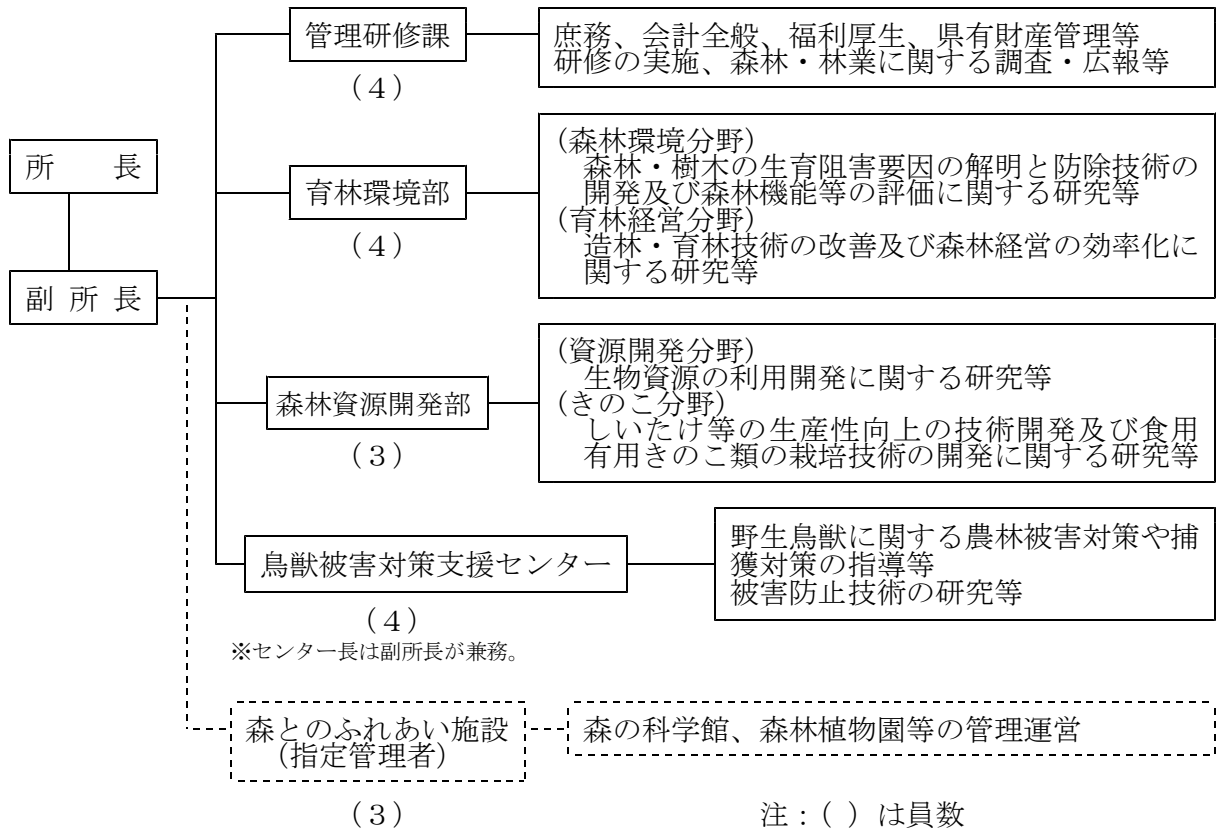 管理研修課
庶務、会計全般、福利厚生、県有財産管理等
研修の実施、森林・林業に関する調査・広報等
（４）
所　　長
育林環境部
（４）
(森林環境分野)
森林・樹木の生育阻害要因の解明と防除技術の
開発及び森林機能等の評価に関する研究等
(育林経営分野)
造林・育林技術の改善及び森林経営の効率化に
関する研究等
副 所 長
森林資源開発部
（３）
(資源開発分野)
生物資源の利用開発に関する研究等
(きのこ分野)
しいたけ等の生産性向上の技術開発及び食用
有用きのこ類の栽培技術の開発に関する研究等
鳥獣被害対策支援センター
（４）
※センター長は副所長が兼務。
野生鳥獣に関する農林被害対策や捕
獲対策の指導等
被害防止技術の研究等
森とのふれあい施設
（指定管理者）
（３）
森の科学館、森林植物園等の管理運営
注：（ ）は員数